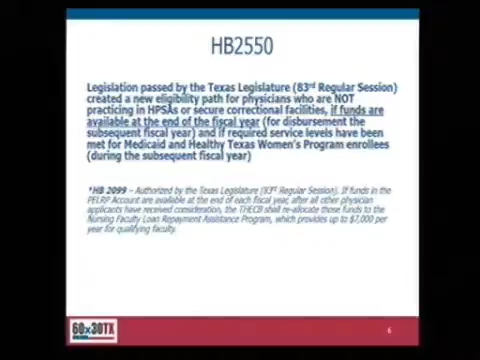 HB2550
Legislation passed by the Texas Legislature (83rd Regular Session)
created a new eligibility path for physicians who are NOT
practicing in HPSAs or secure correctional facilities, if funds are
available at the end of the fiscal year (for disbursement the
subsequent fiscal year) and if required service levels have been
met for Medicaid and Healthy Texas Women's Program enrollees
(during the subsequent fiscal year)
*HB 2099 – Authorized by the Texas Legislature (83rd Regular Session). If funds in the
PELRP Account are available at the end of each fiscal year, after all other physician
applicants have received consideration, the THECB shall re-allocate those funds to the
Nursing Faculty Loan Repayment Assistance Program, which provides up to $7,000 per
year for qualifying faculty.
60x30TX
6